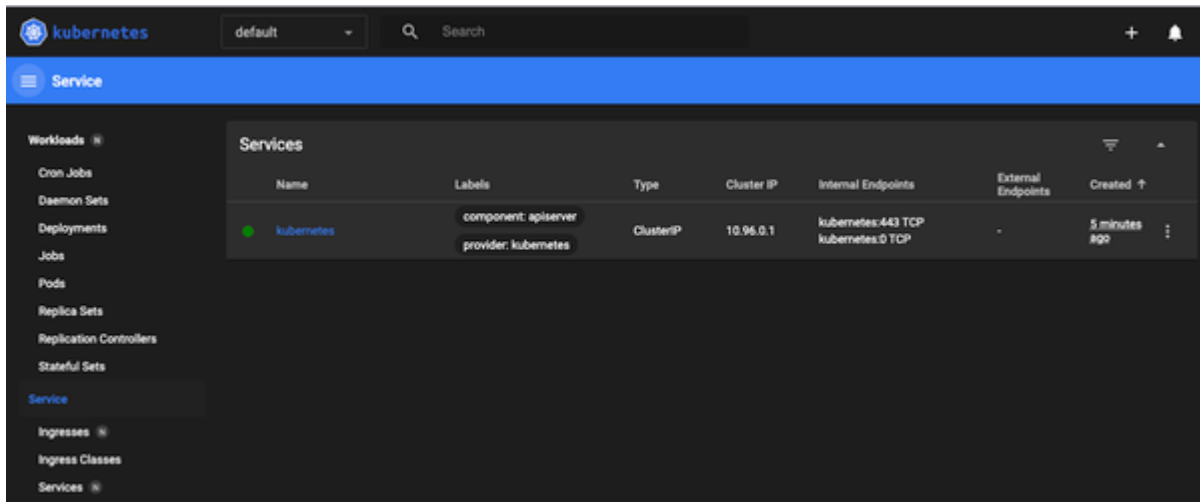 kubernetes
default
Search
Service
Workloads N
Cron Jobs
Daemon Sets
Deployments
Jobs
Pods
Replica Sets
Replication Controllers
Stateful Sets
Service
Ingresses N
Ingress Classes
Services N
Services
Name Labels Type Cluster IP Internal Endpoints External Endpoints Created ↑
kubernetes
component: apiserver
provider: kubernetes
ClusterIP
10.96.0.1
kubernetes:443 TCP
kubernetes:0 TCP
-
5 minutes
ago